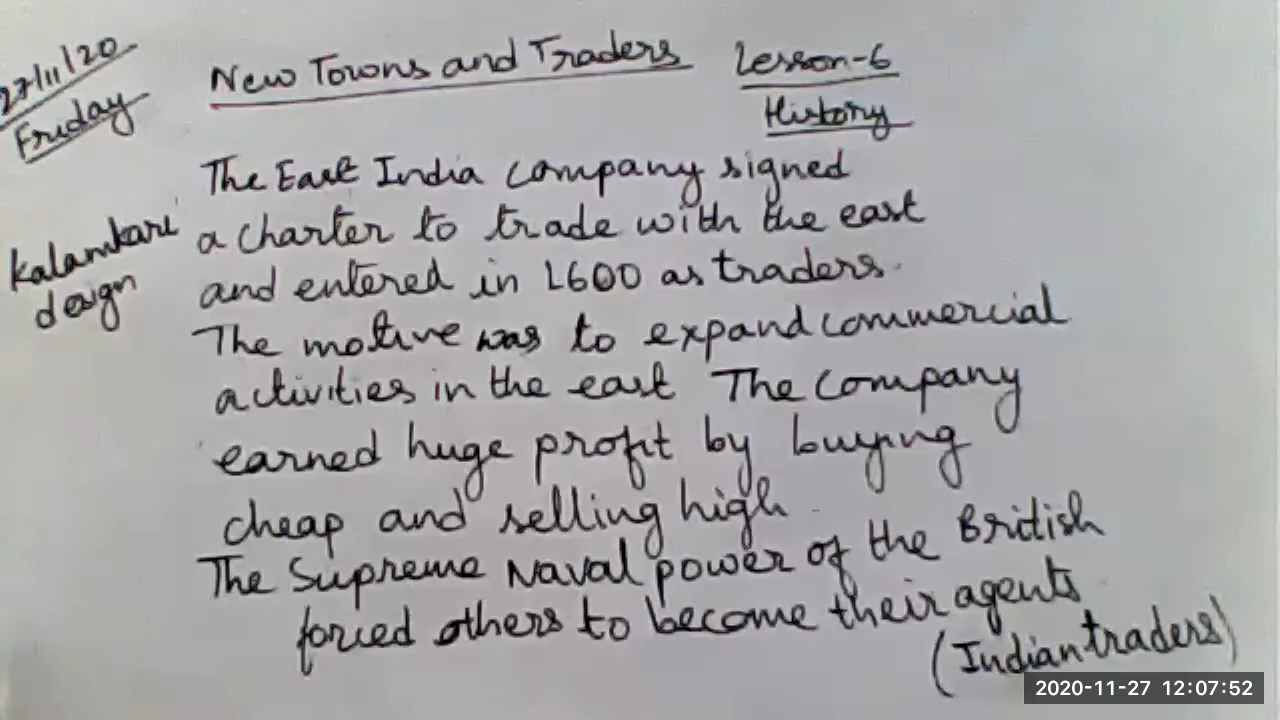 27/11/20
Friday
New Towns and Traders Lesson-6
History
Kalamkari design
The East India company signed
a charter to trade with the east
and entered in 1600 as traders.
The motive was to expand commercial
activities in the east The Company
earned huge profit by buying
cheap and selling high
The Supreme Naval power of the British
forced others to become their agents
(Indian traders)
2020-11-27 12:07:52